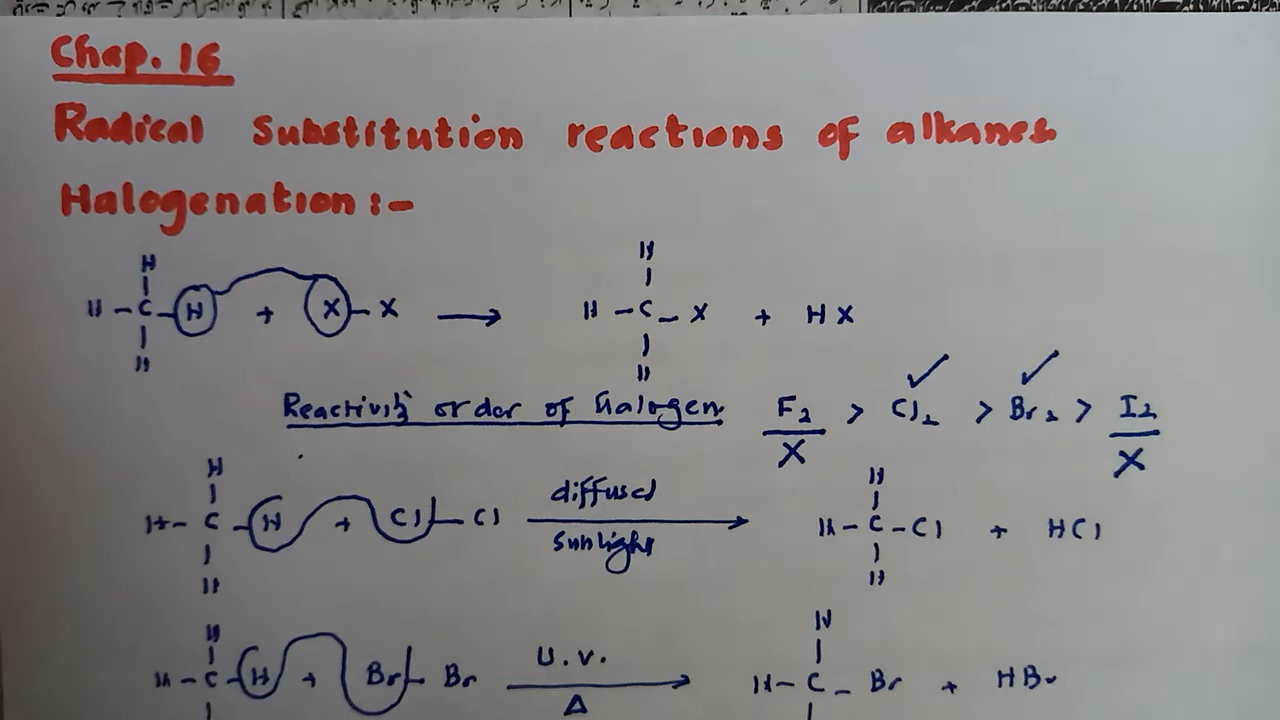 Chap. 16
Radical Substitution reactions of alkanes
Halogenation :-
H
H - C - H + X - X → H - C - X + H X
H
Reactivity order of halogen F2 > Cl2 > Br2 > I2
X X
H
H - C - H + Cl - Cl diffused sunlight → H - C - Cl + HCl
H
H
H - C - H + Br - Br U.V. Δ → H - C - Br + HBr